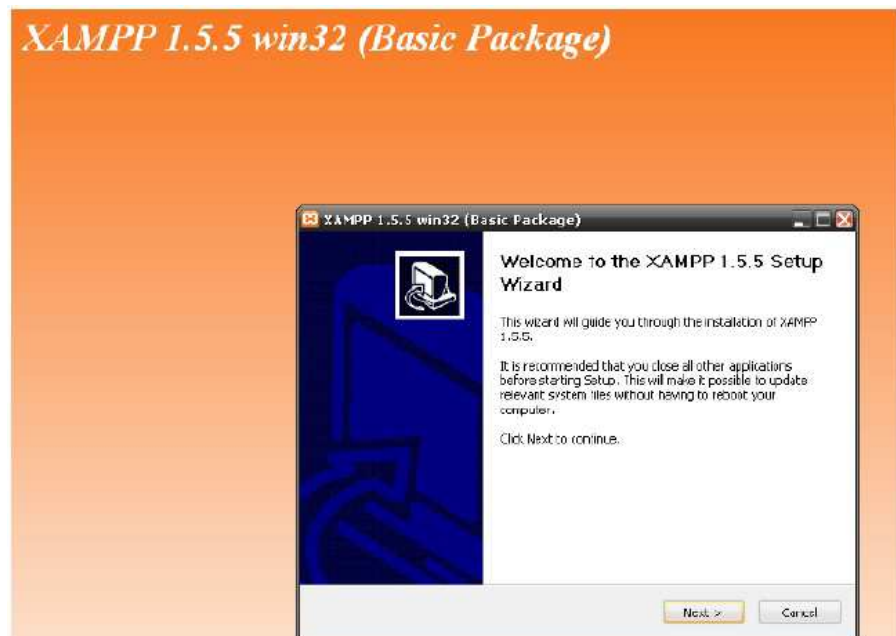 XAMPP 1.5.5 win32 (Basic Package)
XAMPP 1.5.5 win32 (Basic Package)
Welcome to the XAMPP 1.5.5 Setup
Wizard
This wizard will guide you through the installation of XAMPP
1.5.5.
It is recommended that you close all other applications
before starting Setup. This will make it possible to update
relevant system files without having to reboot your
computer.
Click Next to continue.
Next >
Cancel